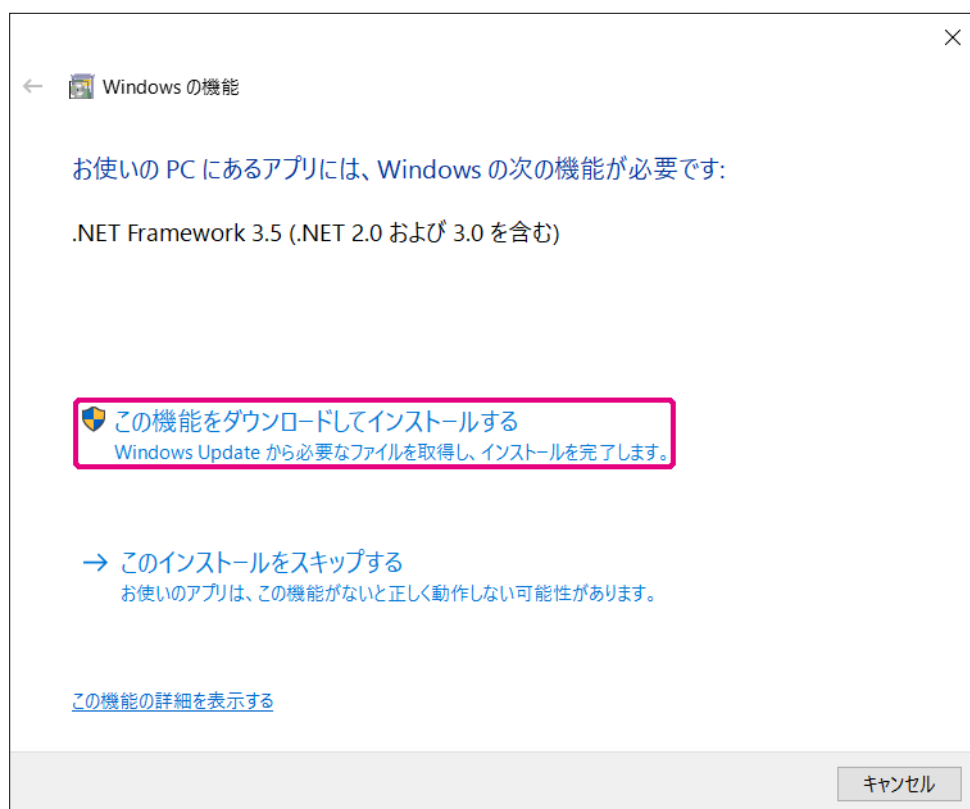 Windows の機能
お使いの PC にあるアプリには、Windows の次の機能が必要です:
.NET Framework 3.5 (.NET 2.0 および 3.0 を含む)
この機能をダウンロードしてインストールする
Windows Update から必要なファイルを取得し、インストールを完了します。
このインストールをスキップする
お使いのアプリは、この機能がないと正しく動作しない可能性があります。
この機能の詳細を表示する
キャンセル